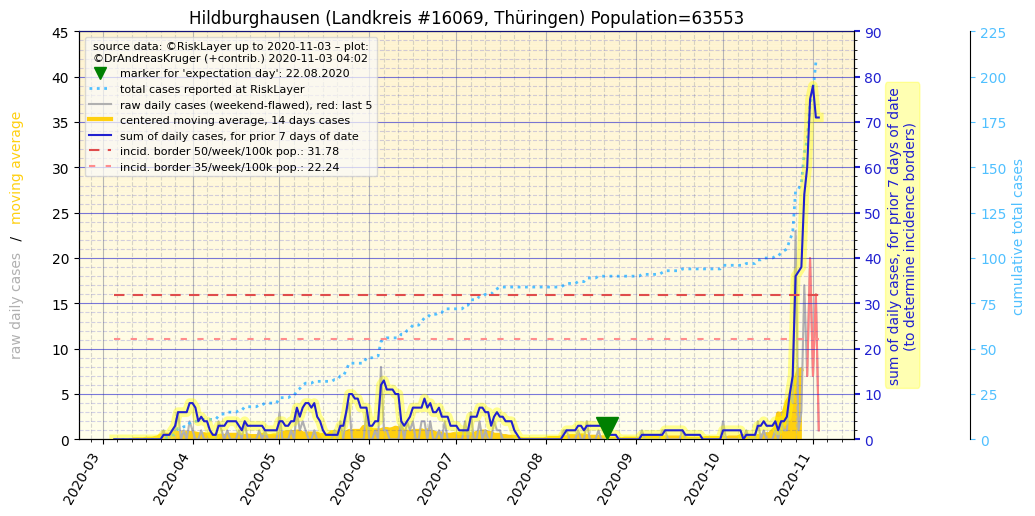 Hildburghausen (Landkreis #16069, Thüringen) Population=63553
source data: ©RiskLayer up to 2020-11-03 – plot:
©DrAndreasKruger (+contrib.) 2020-11-03 04:02
marker for 'expectation day': 22.08.2020
total cases reported at RiskLayer
raw daily cases (weekend-flawed), red: last 5
centered moving average, 14 days cases
sum of daily cases, for prior 7 days of date
incid. border 50/week/100k pop.: 31.78
incid. border 35/week/100k pop.: 22.24
raw daily cases / moving average
45
40
35
30
25
20
15
10
5
0
90
80
70
60
50
40
30
20
10
0
sum of daily cases, for prior 7 days of date
(to determine incidence borders)
225
200
175
150
125
100
75
50
25
0
cumulative total cases
2020-03
2020-04
2020-05
2020-06
2020-07
2020-08
2020-09
2020-10
2020-11